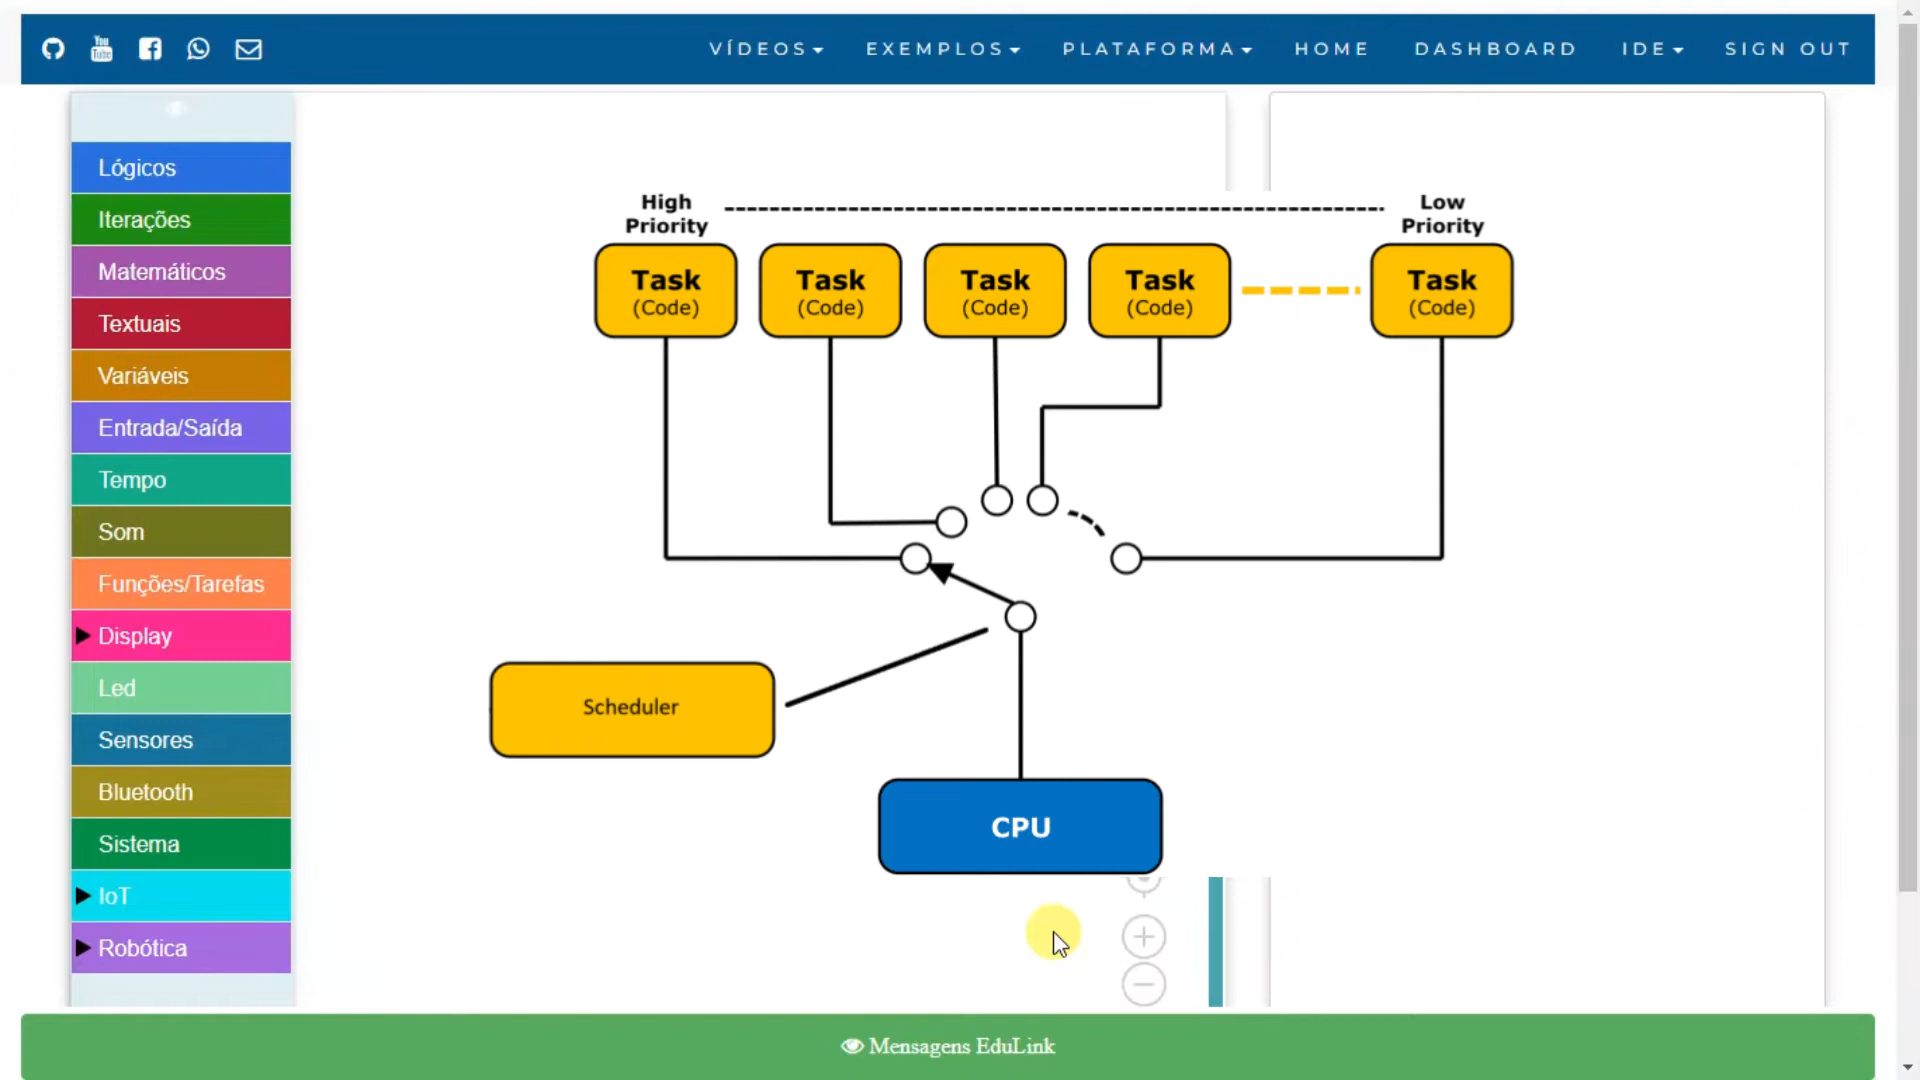 You
Tube
VÍDEOS EXEMPLOS PLATAFORMA HOME DASHBOARD IDE SIGN OUT
Lógicos
Iterações
Matemáticos
Textuais
Variáveis
Entrada/Saída
Tempo
Som
Funções/Tarefas
Display
Led
Sensores
Bluetooth
Sistema
IoT
Robótica
High
Priority
Low
Priority
Task
(Code)
Task
(Code)
Task
(Code)
Task
(Code)
Task
(Code)
Scheduler
CPU
Mensagens EduLink